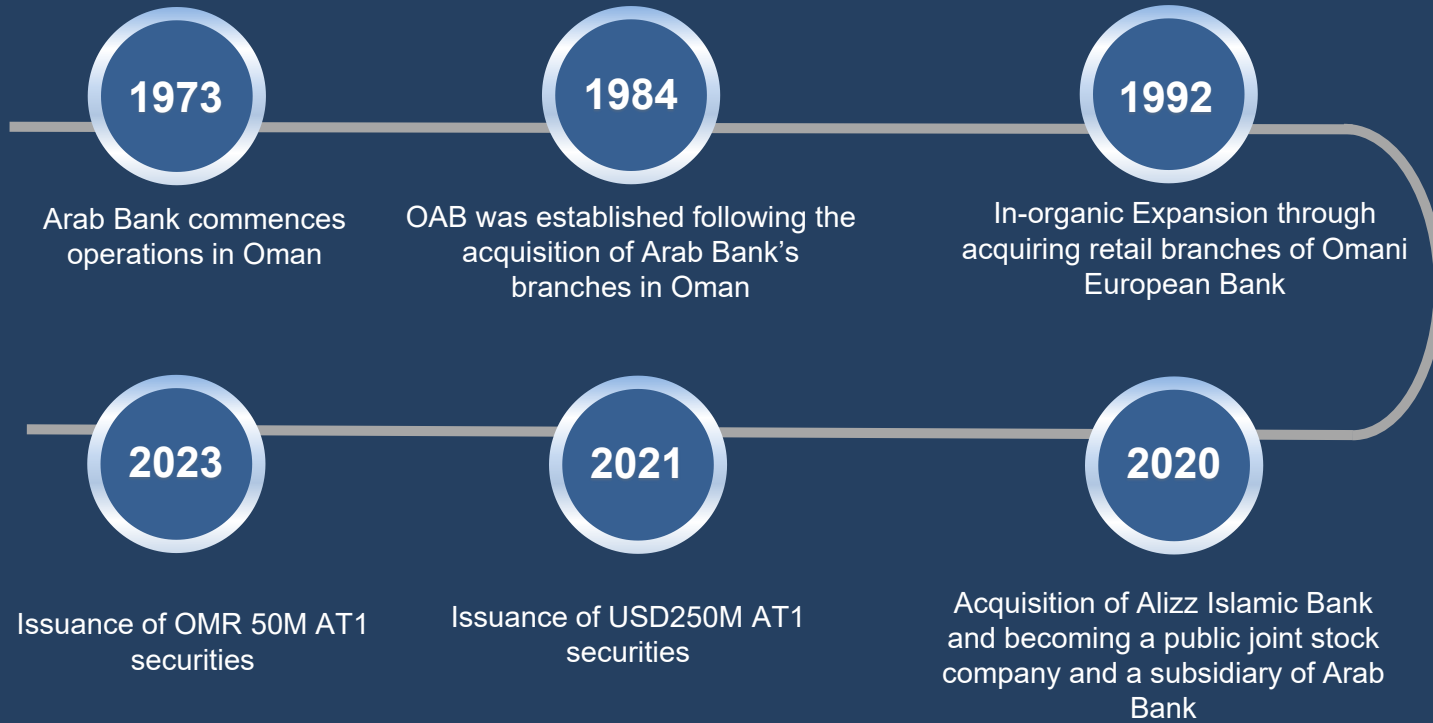 1973
Arab Bank commences
operations in Oman
1984
OAB was established following the
acquisition of Arab Bank’s
branches in Oman
1992
In-organic Expansion through
acquiring retail branches of Omani
European Bank
2020
Acquisition of Alizz Islamic Bank
and becoming a public joint stock
company and a subsidiary of Arab
Bank
2021
Issuance of USD250M AT1
securities
2023
Issuance of OMR 50M AT1
securities